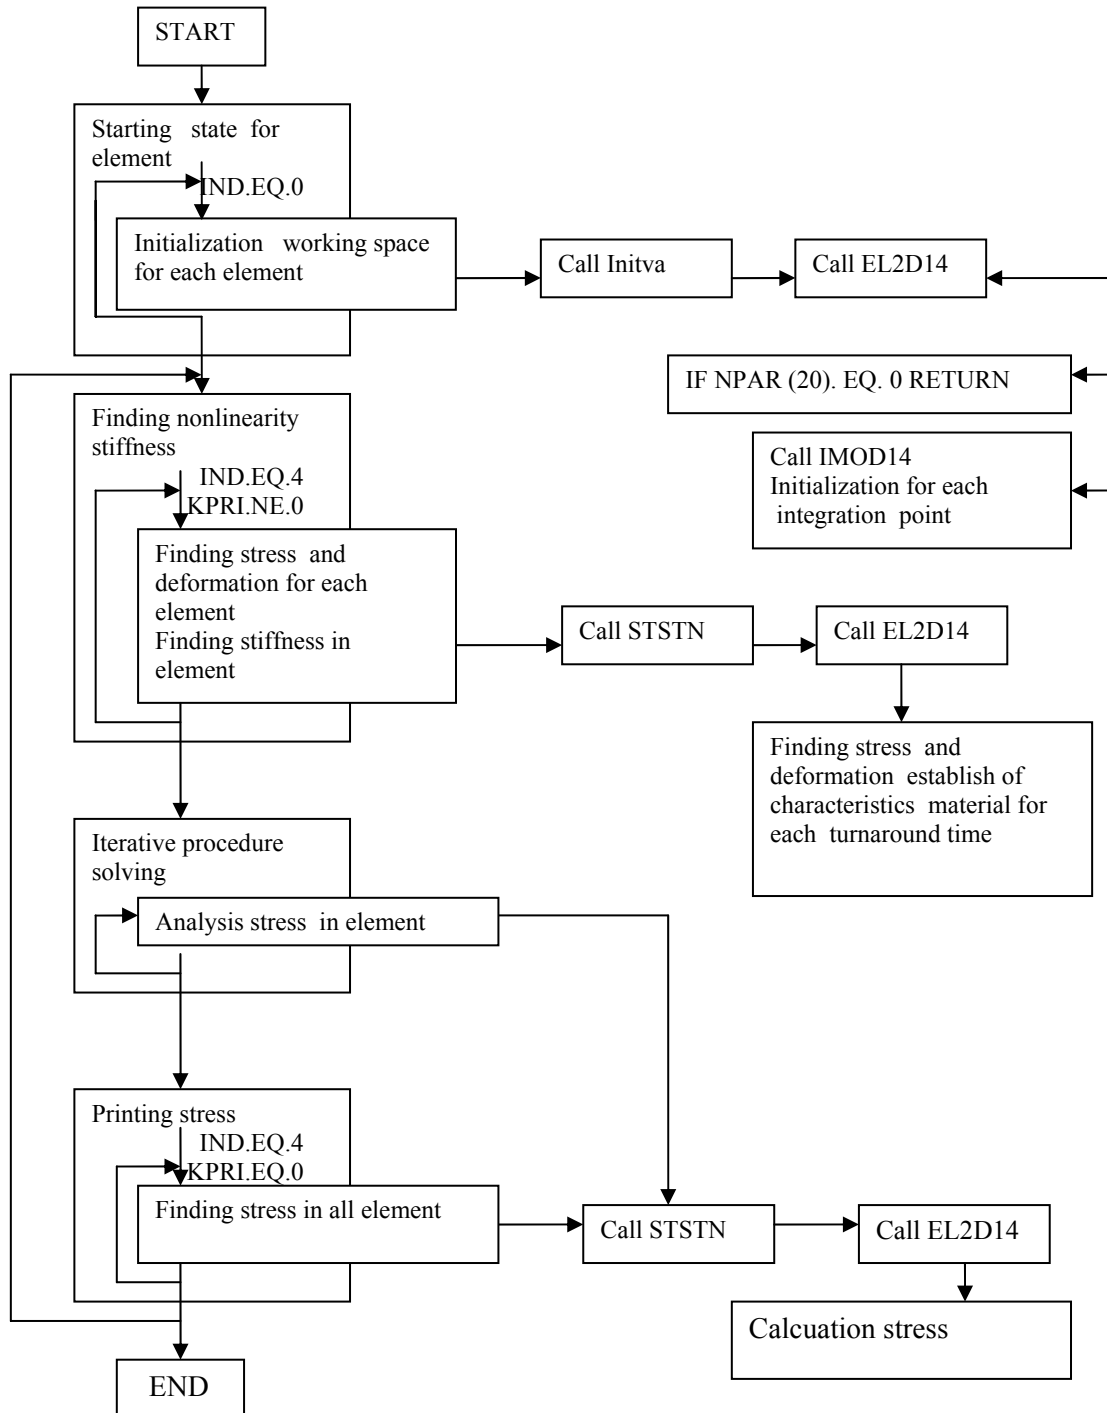 START
Starting state for
element
IND.EQ.0
Initialization working space
for each element
Call Initva
Call EL2D14
IF NPAR (20). EQ. 0 RETURN
Call IMOD14
Initialization for each
integration point
Finding nonlinearity
stiffness
IND.EQ.4
KPRI.NE.0
Finding stress and
deformation for each
element
Finding stiffness in
element
Call STSTN
Call EL2D14
Finding stress and
deformation establish of
characteristics material for
each turnaround time
Iterative procedure
solving
Analysis stress in element
Printing stress
IND.EQ.4
KPRI.EQ.0
Finding stress in all element
Call STSTN
Call EL2D14
Calcuation stress
END